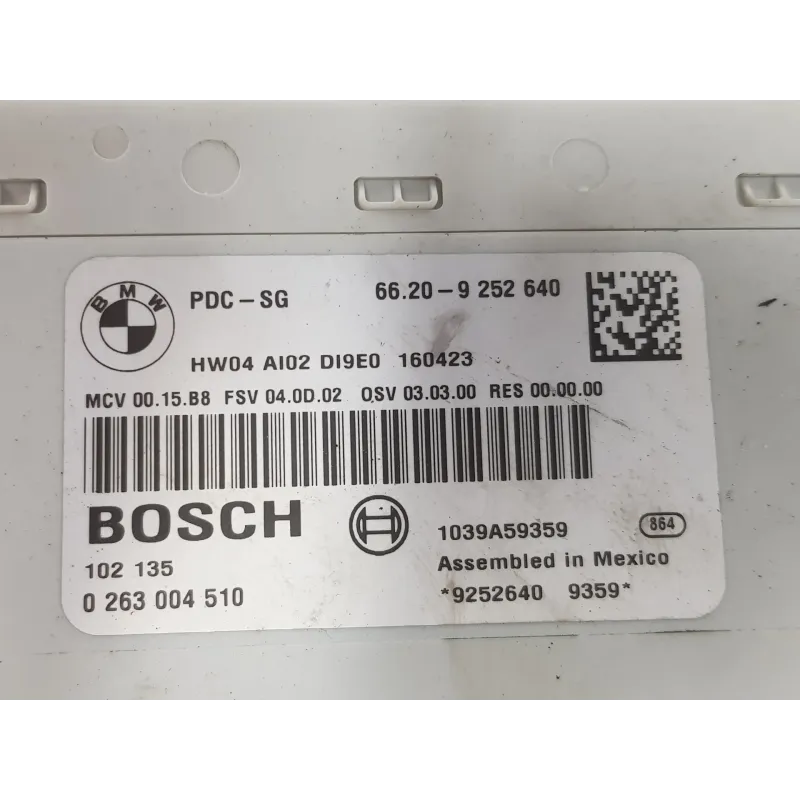 BMW
PDC-SG 66.20-9 252 640
HW04 AI02 DI9E0 160423
MCV 00.15.B8 FSV 04.0D.02 QSV 03.03.00 RES 00.00.00
BOSCH
1039A59359 864
102 135 Assembled in Mexico
0 263 004 510 *9252640 9359*